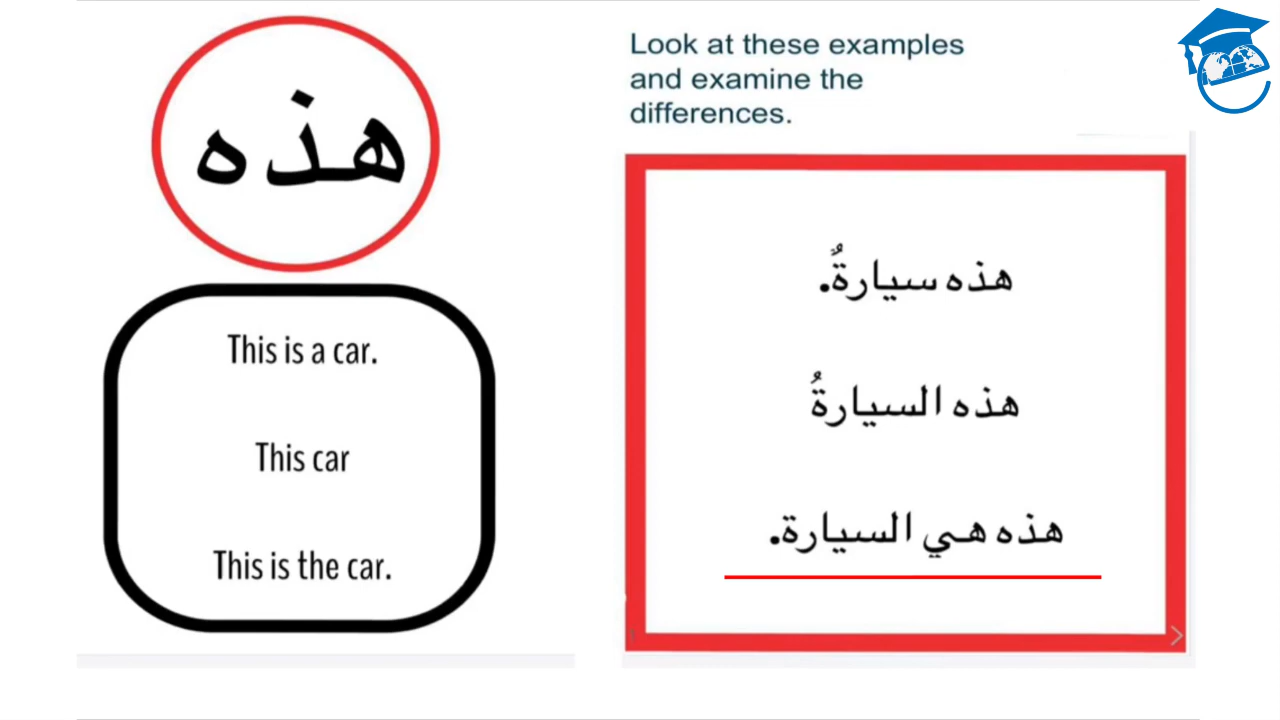 هذه
This is a car.
This car
This is the car.
Look at these examples
and examine the
differences.
هذه سيارةٌ.
هذه السيارةُ
هذه هي السيارة.